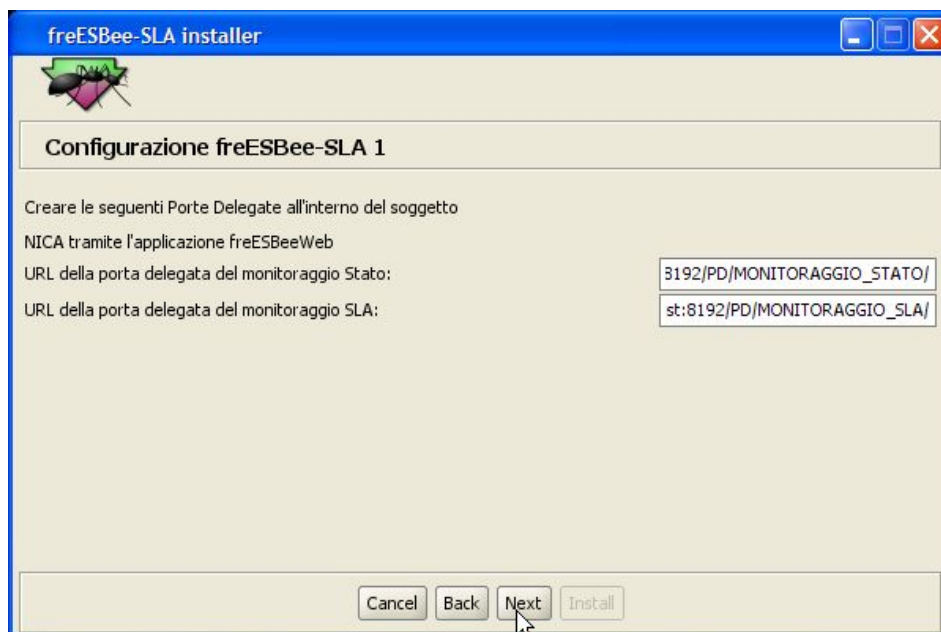 freESBee-SLA installer
Configurazione freESBee-SLA 1
Creare le seguenti Porte Delegate all'interno del soggetto
NICA tramite l'applicazione freESBeeWeb
URL della porta delegata del monitoraggio Stato: 8192/PD/MONITORAGGIO_STATO/
URL della porta delegata del monitoraggio SLA: st:8192/PD/MONITORAGGIO_SLA/
Cancel Back Next Install